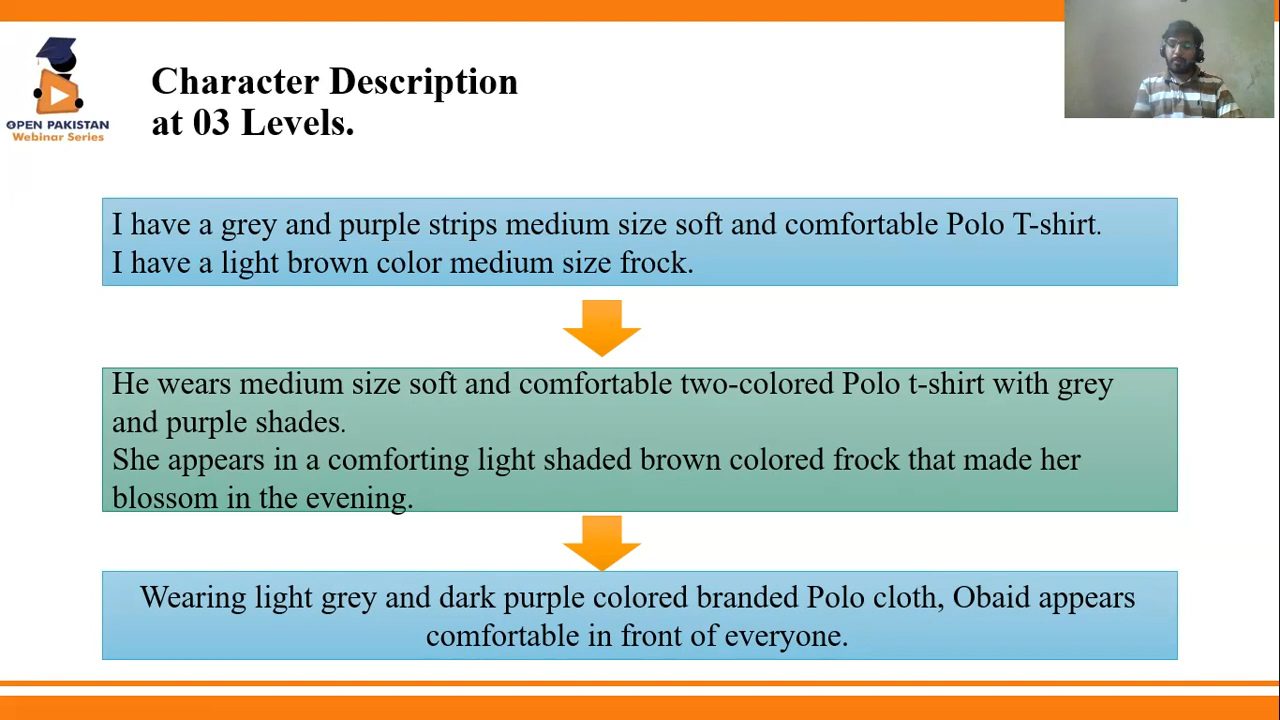 Character Description
at 03 Levels.
OPEN PAKISTAN
Webinar Series
I have a grey and purple strips medium size soft and comfortable Polo T-shirt.
I have a light brown color medium size frock.
He wears medium size soft and comfortable two-colored Polo t-shirt with grey
and purple shades.
She appears in a comforting light shaded brown colored frock that made her
blossom in the evening.
Wearing light grey and dark purple colored branded Polo cloth, Obaid appears
comfortable in front of everyone.